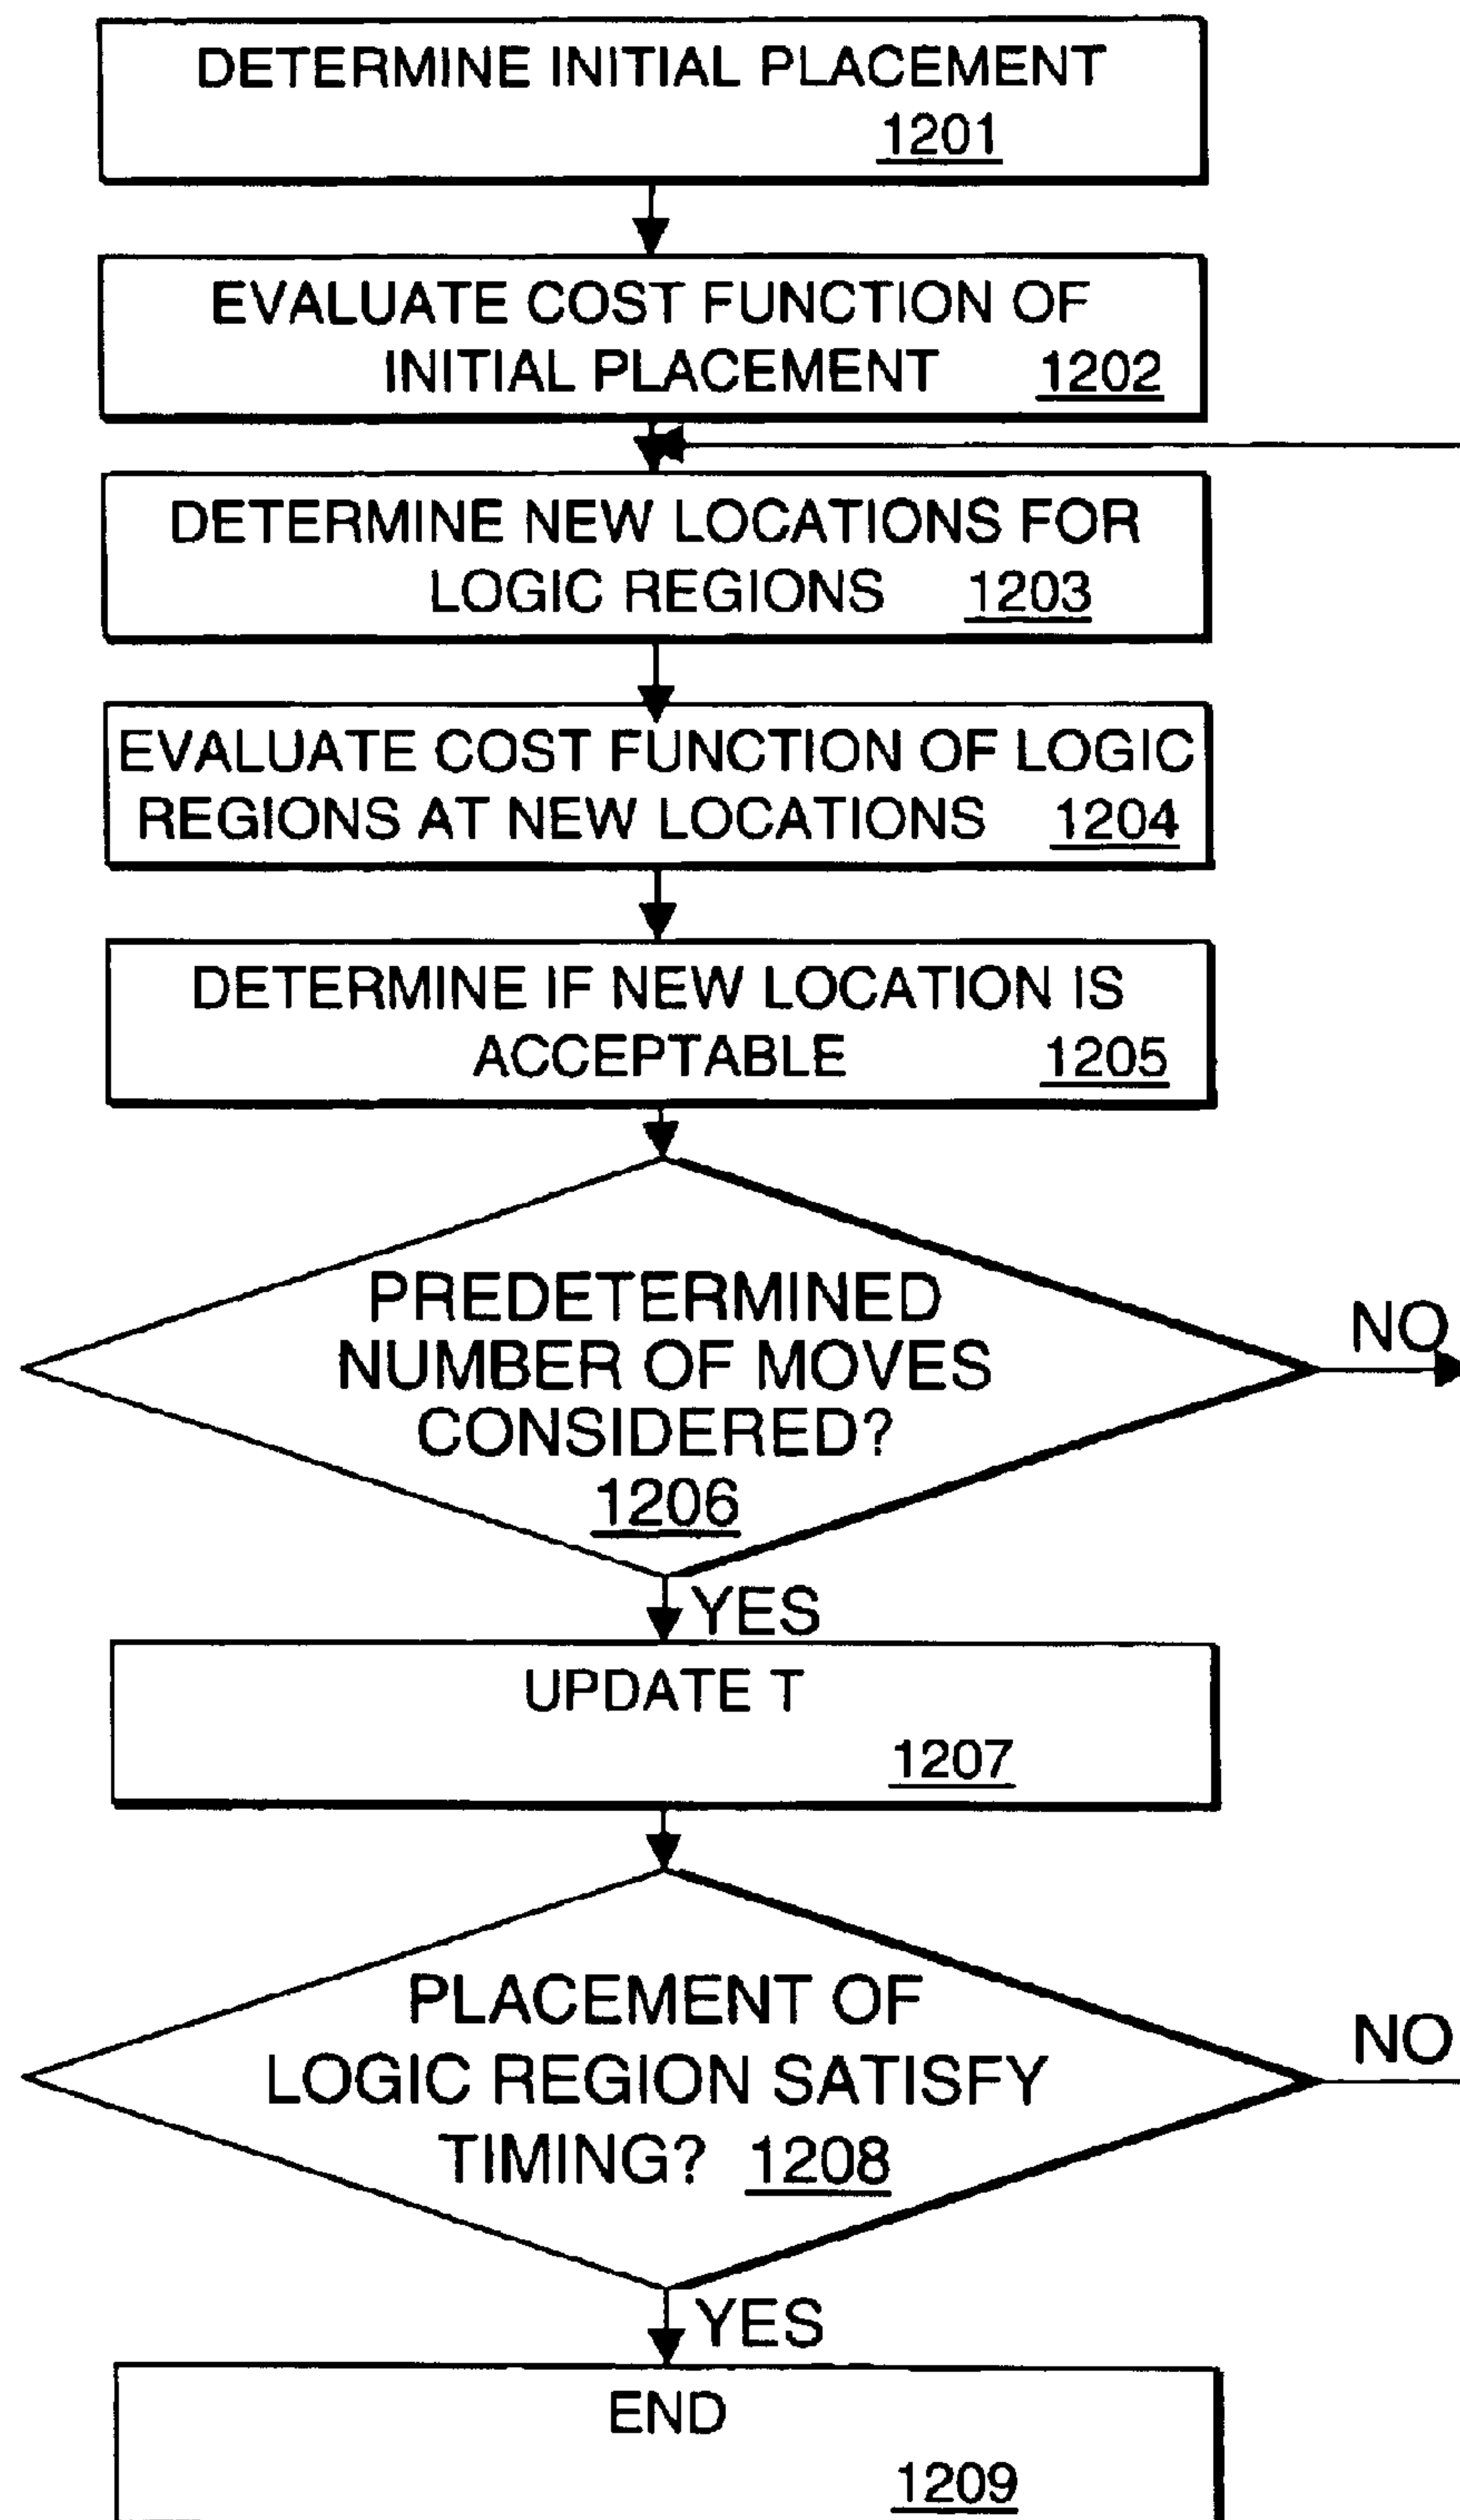 DETERMINE INITIAL PLACEMENT
1201
EVALUATE COST FUNCTION OF
INITIAL PLACEMENT 1202
DETERMINE NEW LOCATIONS FOR
LOGIC REGIONS 1203
EVALUATE COST FUNCTION OF LOGIC
REGIONS AT NEW LOCATIONS 1204
DETERMINE IF NEW LOCATION IS
ACCEPTABLE 1205
PREDETERMINED
NUMBER OF MOVES
CONSIDERED?
1206
NO
YES
UPDATE T
1207
PLACEMENT OF
LOGIC REGION SATISFY
TIMING? 1208
NO
YES
END
1209